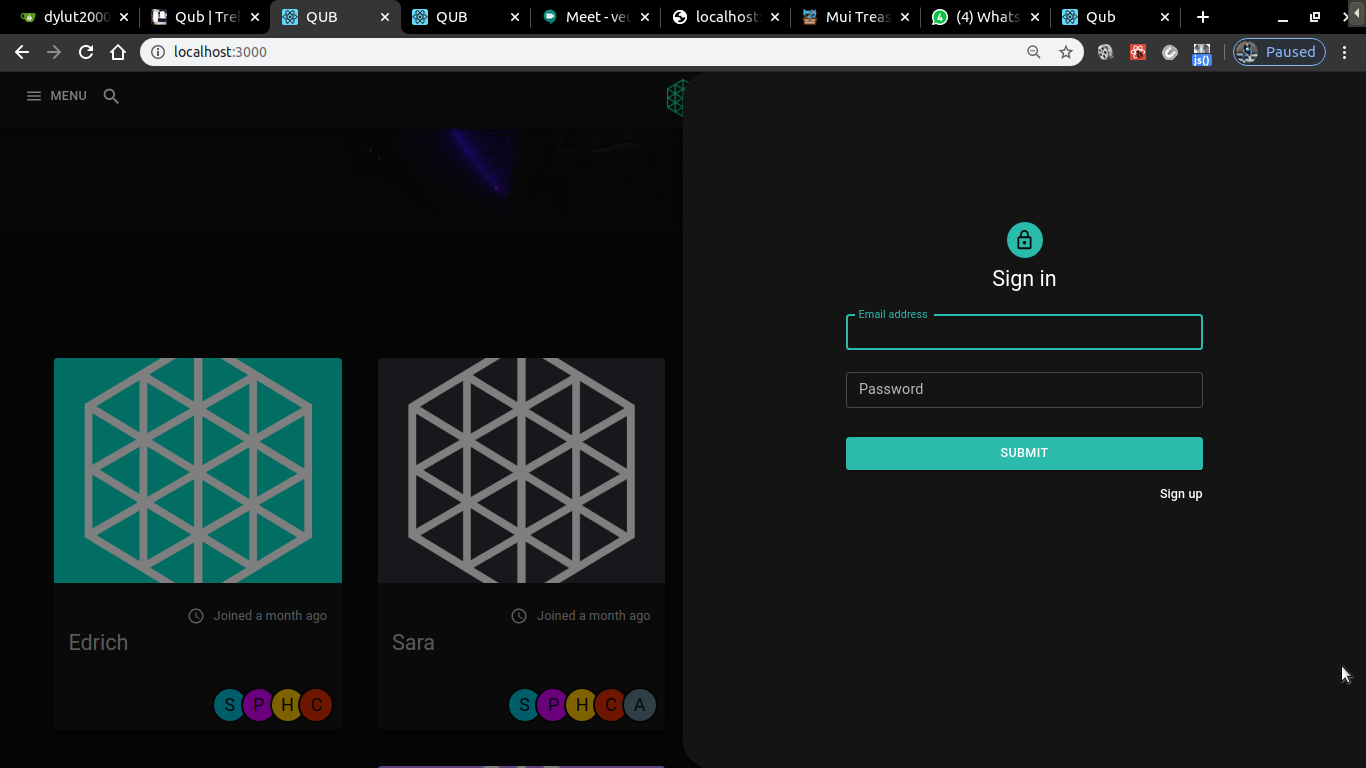 dylut2000
Qub | Trel
QUB
QUB
Meet - veu
localhost:
Mui Treas
(4) Whats
Qub
localhost:3000
js()
Paused
MENU
Sign in
Email address
Password
SUBMIT
Sign up
Joined a month ago
Edrich
S P H C
Joined a month ago
Sara
S P H C A